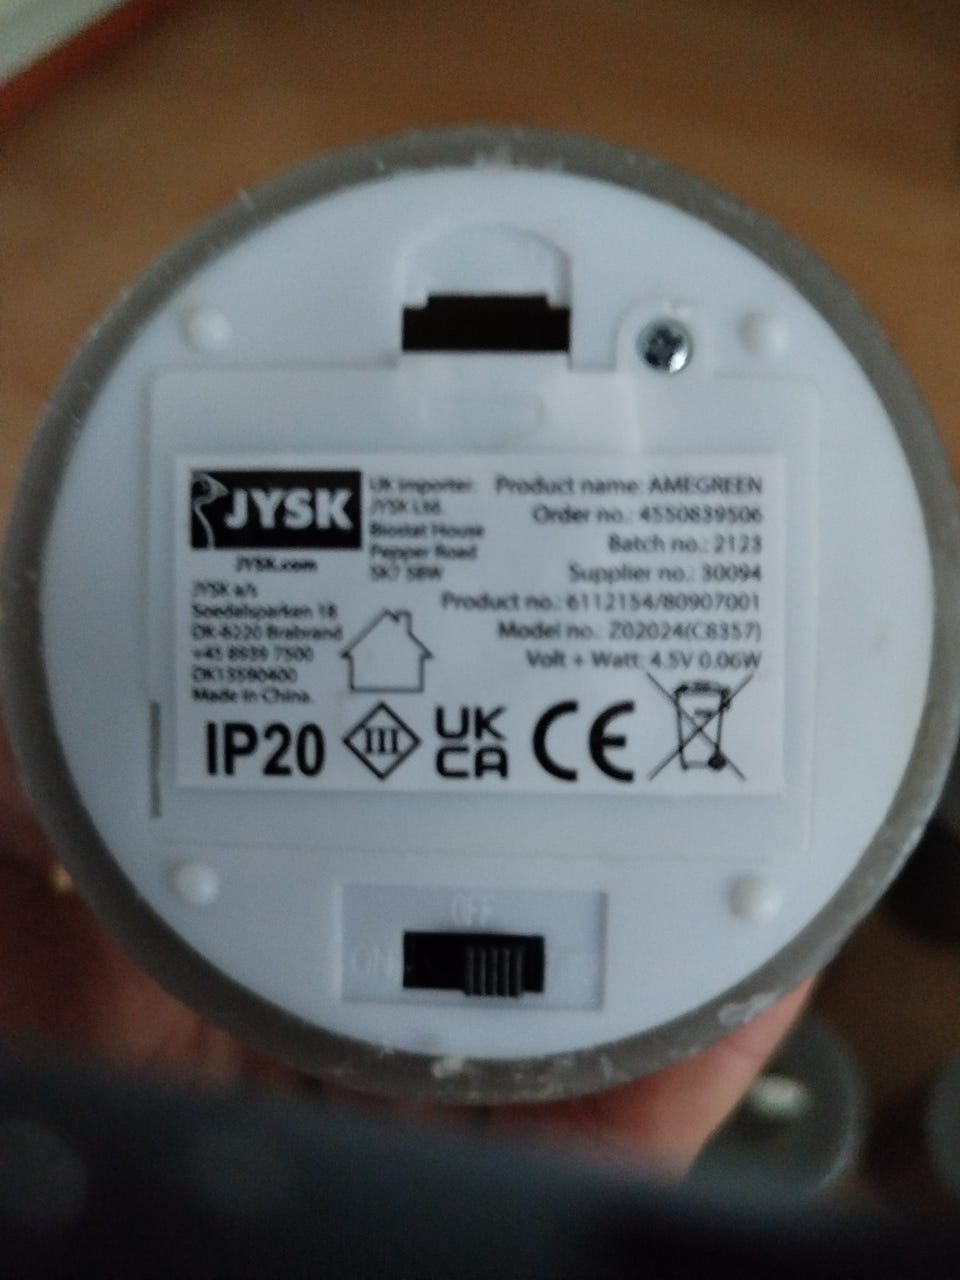 JYSK
JYSK.com
JYSK a/s
Soedalsparken 18
DK-8220 Brabrand
+45 8939 7500
DK13590400
Made in China.
UK importer:
JYSK Ltd.
Biostat House
Pepper Road
SK7 5BW
Product name: AMEGREEN
Order no.: 4550839506
Batch no.: 2123
Supplier no.: 30094
Product no.: 6112154/80907001
Model no.: Z02024(C8357)
Volt + Watt: 4.5V 0.06W
IP20
III
UK
CA
CE
OFF
ON